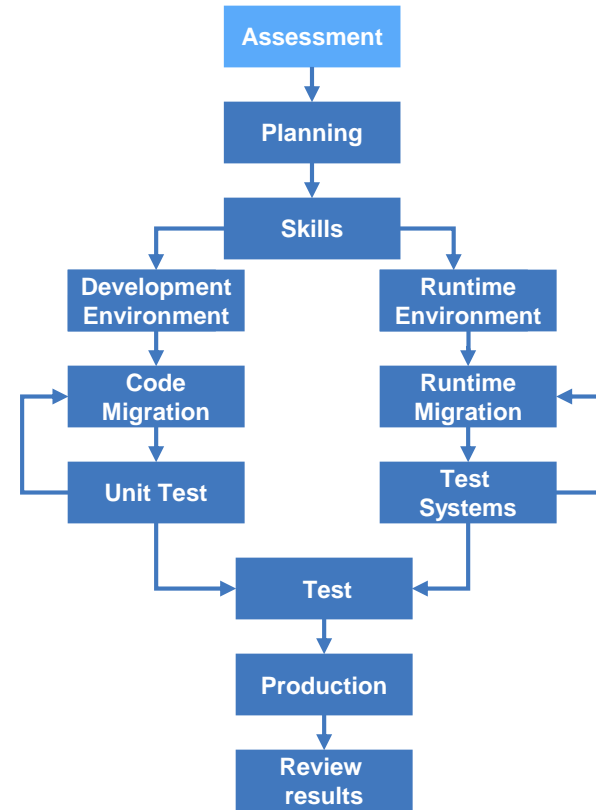 Assessment
Planning
Skills
Development
Environment
Runtime
Environment
Code
Migration
Runtime
Migration
Unit Test
Test
Systems
Test
Production
Review
results